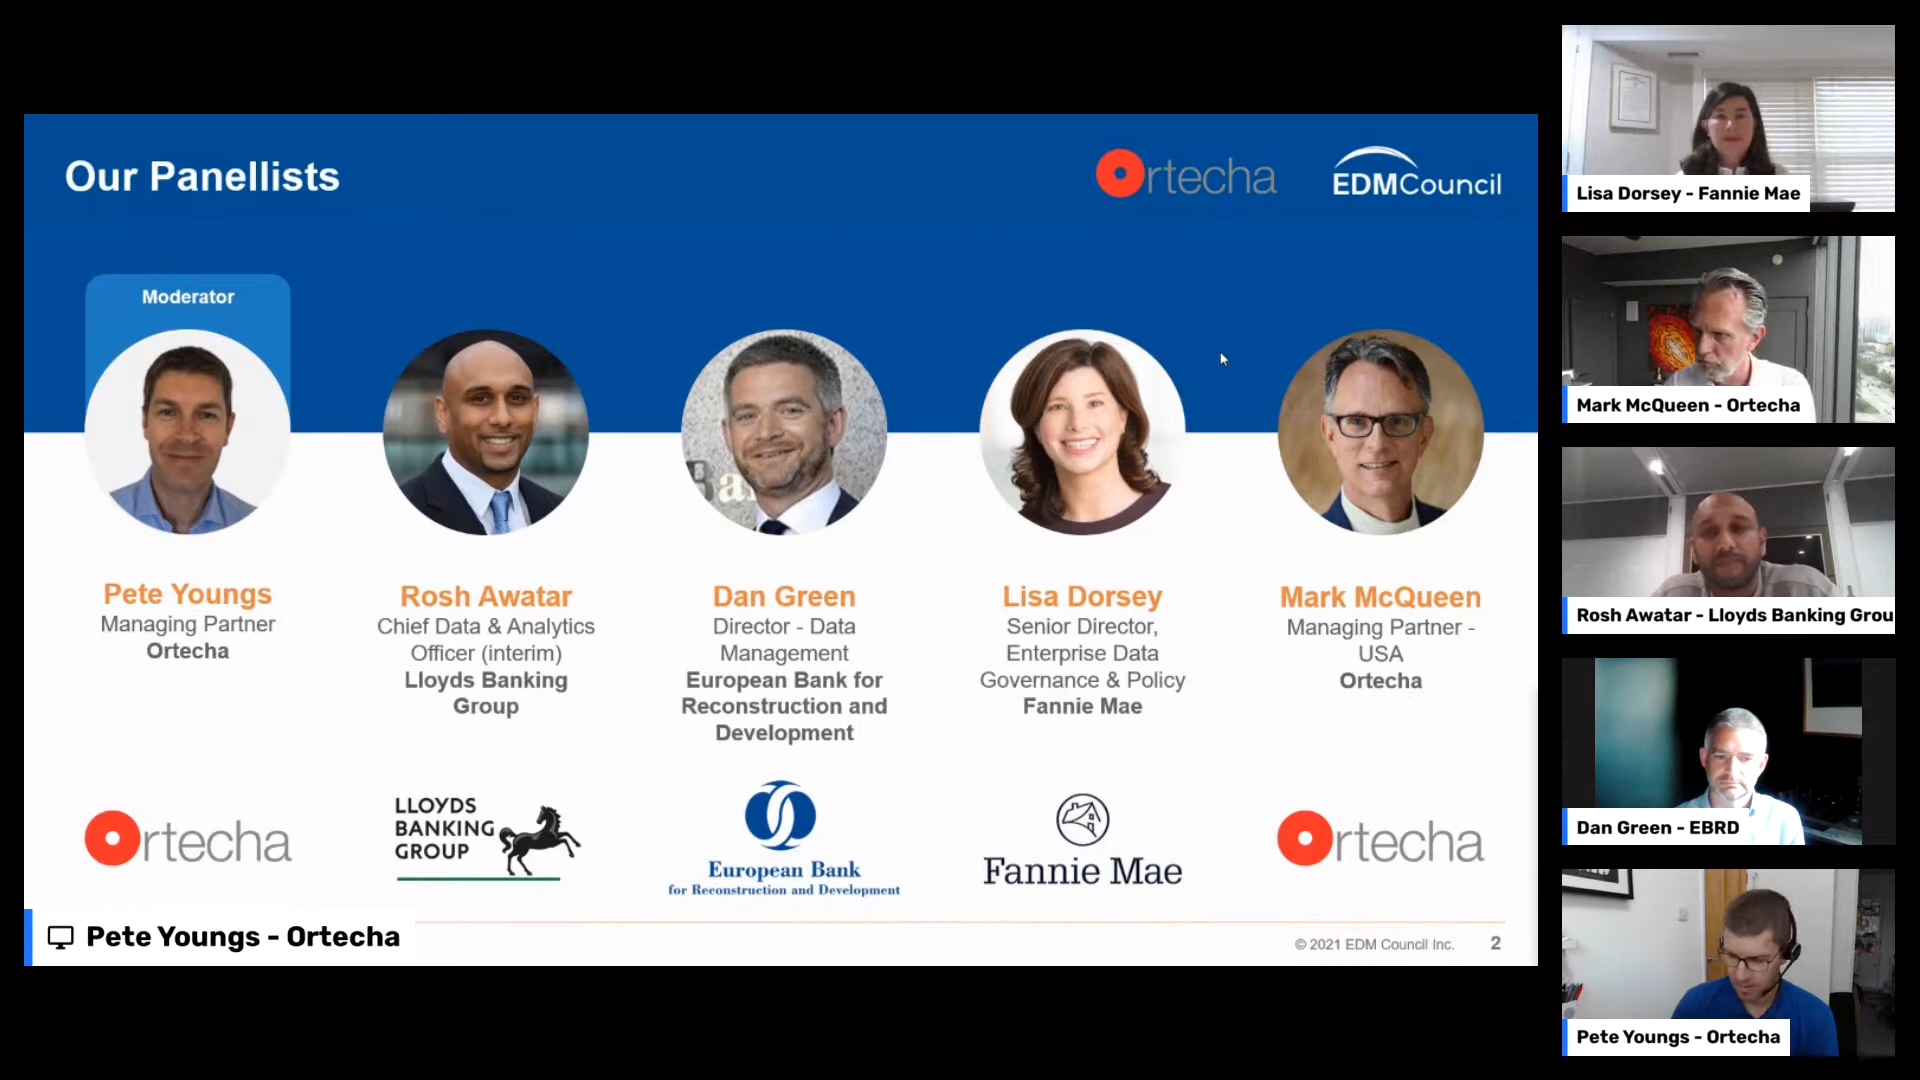 Our Panellists
Ortecha
EDMCouncil
Moderator
Pete Youngs
Managing Partner
Ortecha
Rosh Awatar
Chief Data & Analytics
Officer (interim)
Lloyds Banking
Group
Dan Green
Director - Data
Management
European Bank for
Reconstruction and
Development
Lisa Dorsey
Senior Director,
Enterprise Data
Governance & Policy
Fannie Mae
Mark McQueen
Managing Partner -
USA
Ortecha
Ortecha
LLOYDS
BANKING
GROUP
European Bank
for Reconstruction and Development
Fannie Mae
Ortecha
Pete Youngs - Ortecha
© 2021 EDM Council Inc.
2
Lisa Dorsey - Fannie Mae
Mark McQueen - Ortecha
Rosh Awatar - Lloyds Banking Grou
Dan Green - EBRD
Pete Youngs - Ortecha